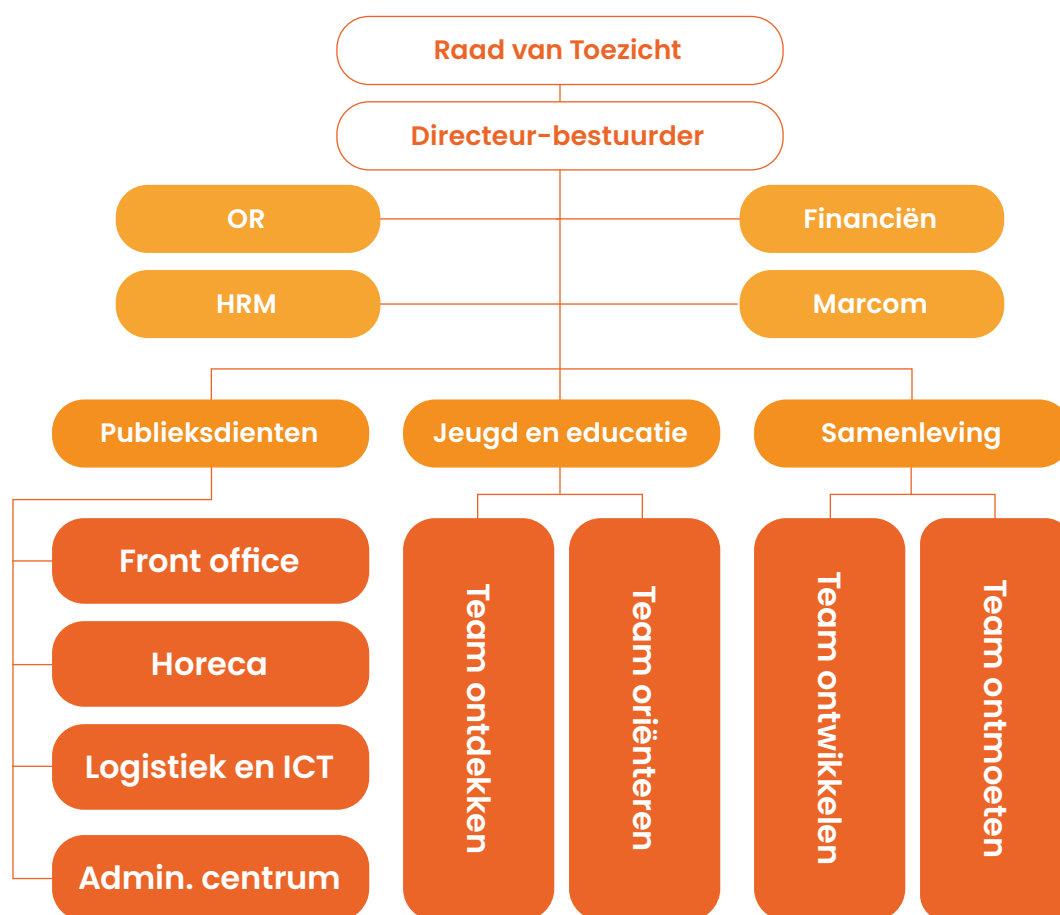 Raad van Toezicht
Directeur-bestuurder
OR
Financiën
HRM
Marcom
Publieksdienten
Jeugd en educatie
Samenleving
Front office
Horeca
Logistiek en ICT
Admin. centrum
Team ontdekken
Team oriënteren
Team ontwikkelen
Team ontmoeten